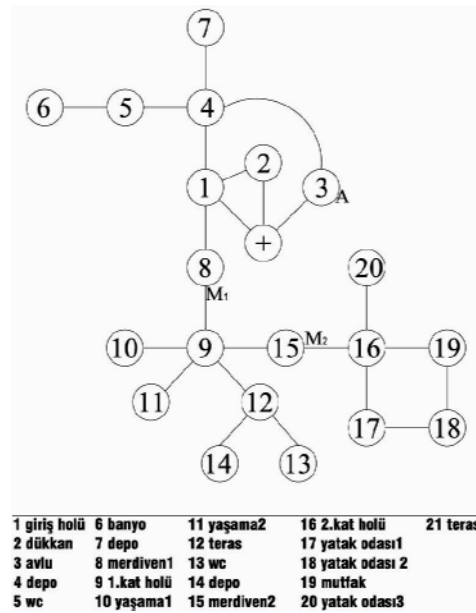 7
6 5 4
2
1 3 A
+
8 20
M1
M2
10 9 15 16 19
11 12 17 18
14 13
1 giriş holü 6 banyo 11 yaşama2 16 2.kat holü 21 teras
2 dükkan 7 depo 12 teras 17 yatak odası1
3 avlu 8 merdiven1 13 wc 18 yatak odası 2
4 depo 9 1.kat holü 14 depo 19 mutfak
5 wc 10 yaşama1 15 merdiven2 20 yatak odası3